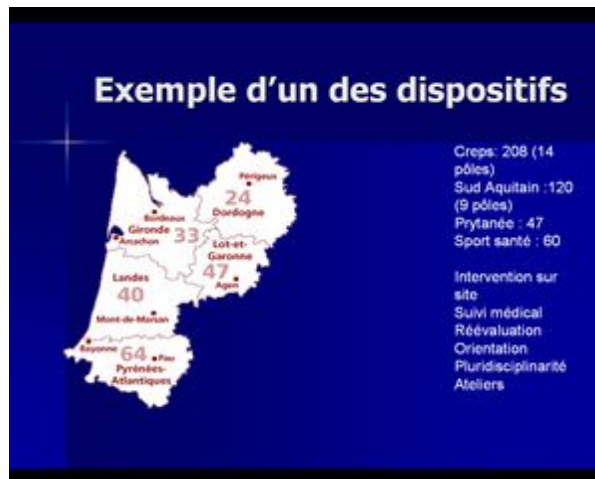 Exemple d'un des dispositifs
Périgeux
24
Dordogne
Bordeaux
Gironde
33
Arcachon
Lot-et-
Garonne
47
Agen
Landes
40
Mont-de-Marsan
Bayonne
64
Pau
Pyrénées-
Atlantiques
Creps: 208 (14
pôles)
Sud Aquitain :120
(9 pôles)
Prytanée : 47
Sport santé : 60
Intervention sur
site
Suivi médical
Réévaluation
Orientation
Pluridisciplinarité
Ateliers